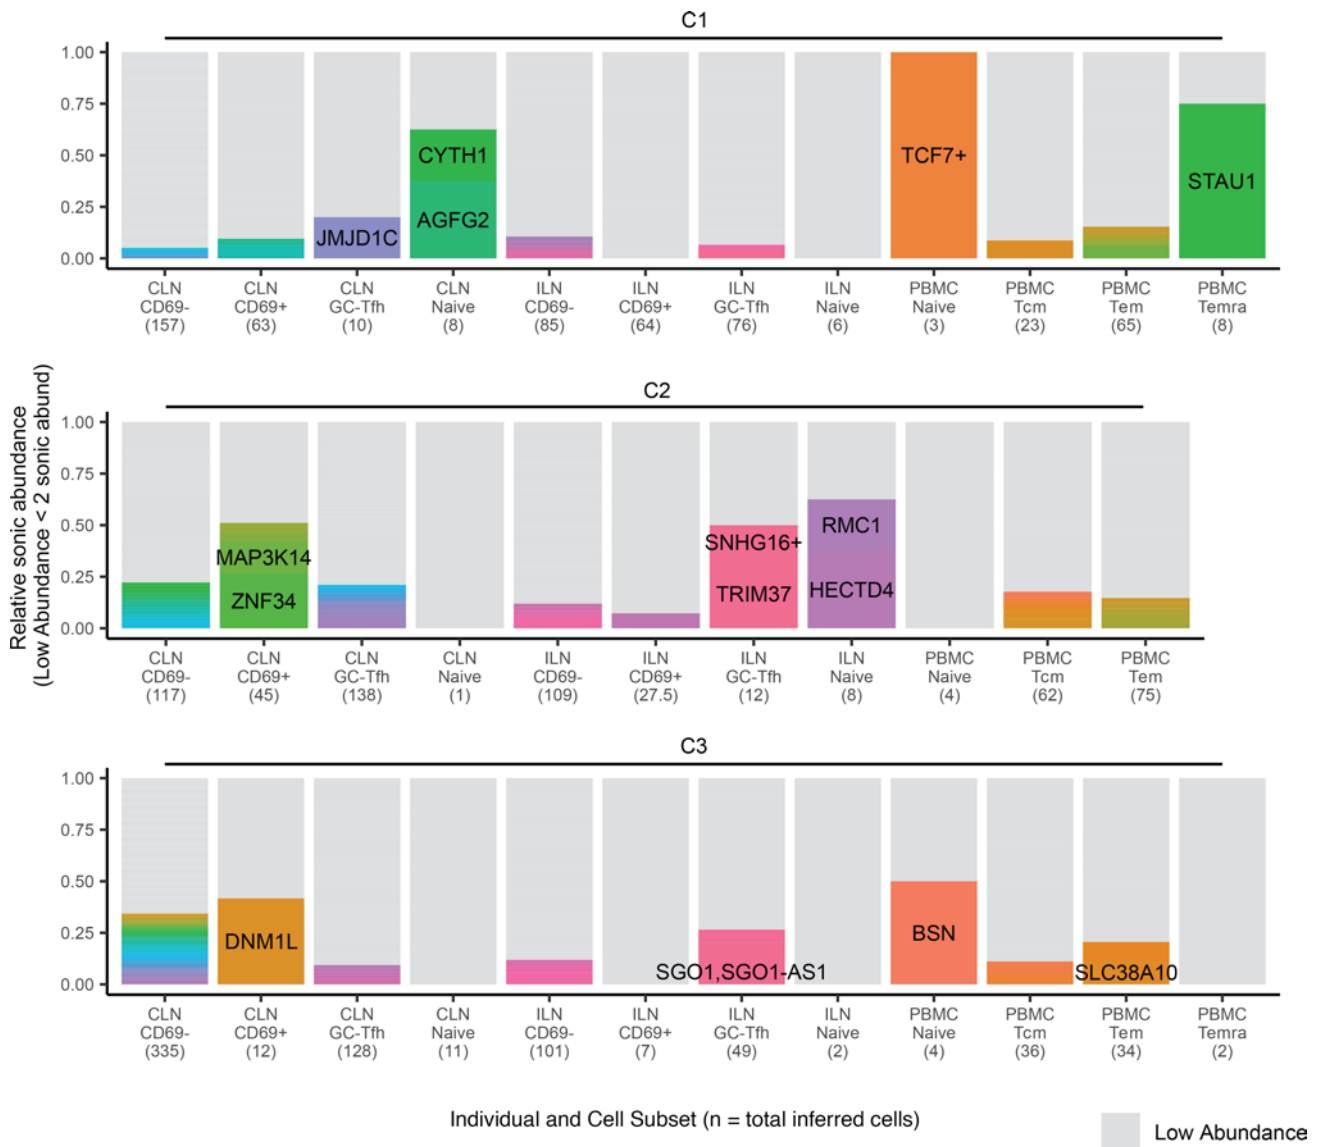 C1
1.00
0.75
0.50
0.25
0.00
CYTH1
AGFG2
JMJD1C
TCF7+
STAU1
CLN CLN CLN CLN ILN ILN ILN ILN PBMC PBMC PBMC PBMC
CD69- CD69+ GC-Tfh Naive CD69- CD69+ GC-Tfh Naive Naive Tcm Tem Temra
(157) (63) (10) (8) (85) (64) (76) (6) (3) (23) (65) (8)
Relative sonic abundance
(Low Abundance < 2 sonic abund)
C2
1.00
0.75
0.50
0.25
0.00
MAP3K14
ZNF34
SNHG16+
TRIM37
RMC1
HECTD4
CLN CLN CLN CLN ILN ILN ILN ILN PBMC PBMC PBMC
CD69- CD69+ GC-Tfh Naive CD69- CD69+ GC-Tfh Naive Naive Tcm Tem
(117) (45) (138) (1) (109) (27.5) (12) (8) (4) (62) (75)
C3
1.00
0.75
0.50
0.25
0.00
DNM1L
SGO1,SGO1-AS1
BSN
SLC38A10
CLN CLN CLN CLN ILN ILN ILN ILN PBMC PBMC PBMC PBMC
CD69- CD69+ GC-Tfh Naive CD69- CD69+ GC-Tfh Naive Naive Tcm Tem Temra
(335) (12) (128) (11) (101) (7) (49) (2) (4) (36) (34) (2)
Individual and Cell Subset (n = total inferred cells)
Low Abundance